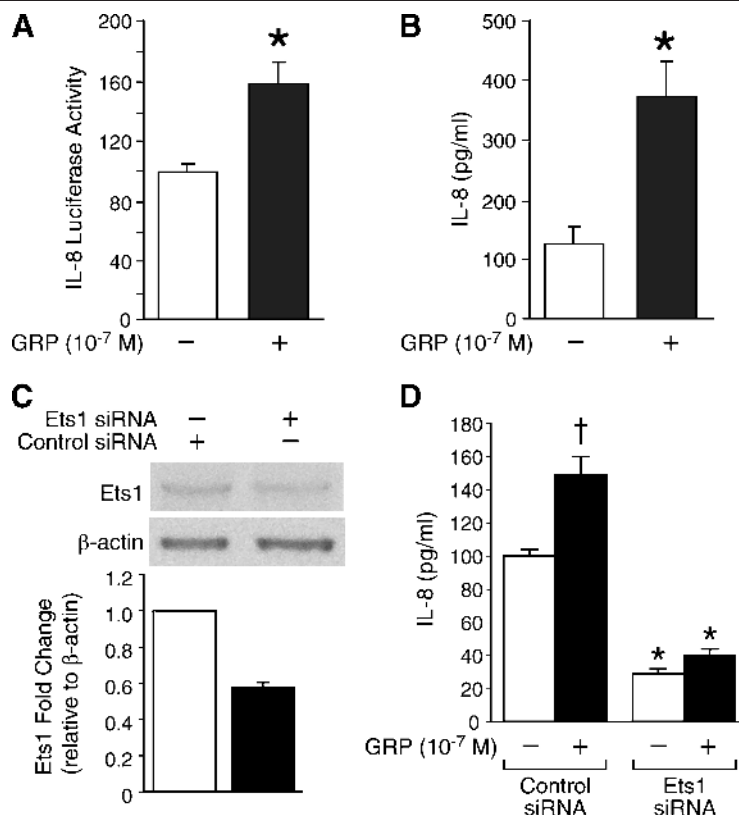 A
200
160
120
80
40
0
IL-8 Luciferase Activity
*
GRP (10⁻⁷ M) − +
B
500
400
300
200
100
0
IL-8 (pg/ml)
*
GRP (10⁻⁷ M) − +
C
Ets1 siRNA − +
Control siRNA + −
Ets1
β-actin
1.2
1.0
0.8
0.6
0.4
0.2
0
Ets1 Fold Change
(relative to β-actin)
D
180
160
140
120
100
80
60
40
20
0
IL-8 (pg/ml)
†
*
*
GRP (10⁻⁷ M) − + − +
Control
siRNA
Ets1
siRNA